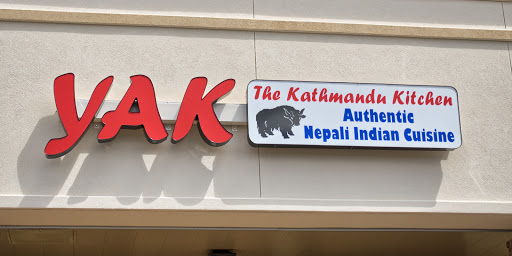 YAK
The Kathmandu Kitchen
Authentic
Nepali Indian Cuisine